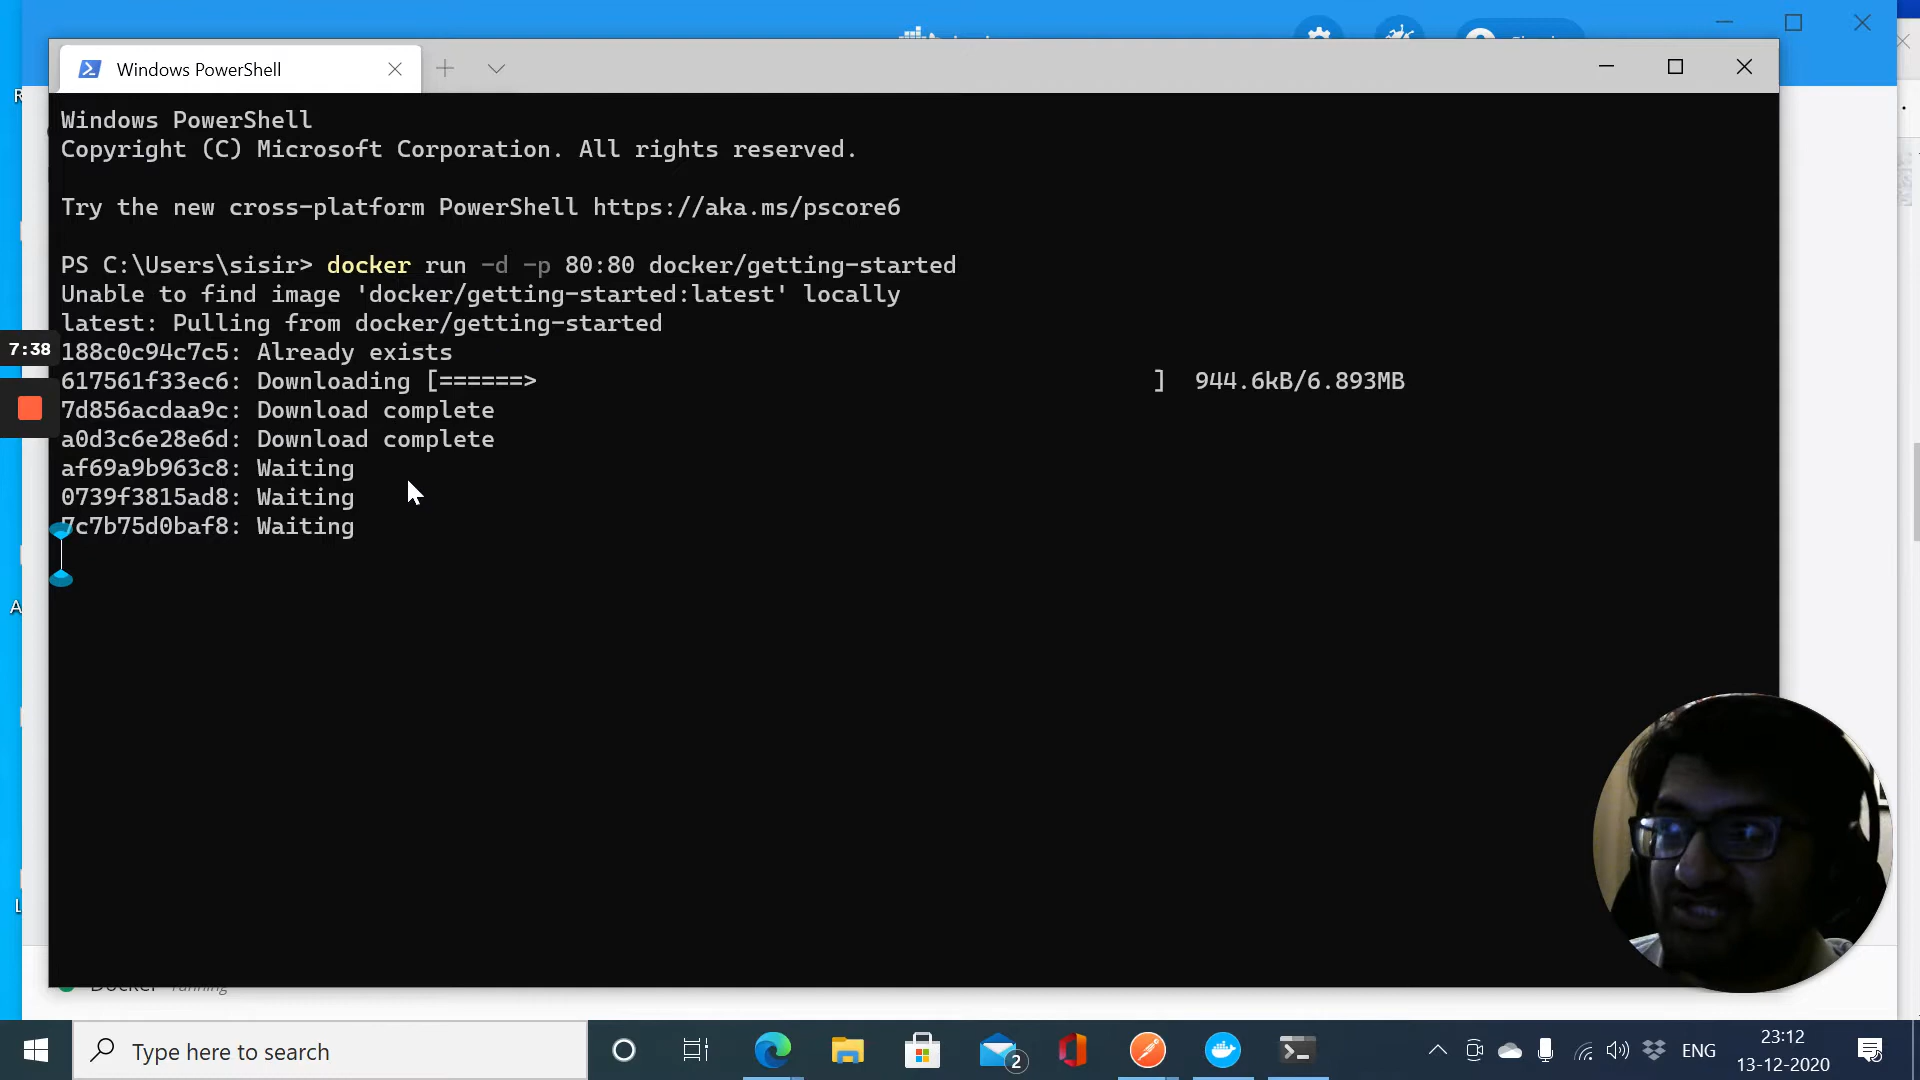 Windows PowerShell
Windows PowerShell
Copyright (C) Microsoft Corporation. All rights reserved.
Try the new cross-platform PowerShell https://aka.ms/pscore6
PS C:\Users\sisir> docker run -d -p 80:80 docker/getting-started
Unable to find image 'docker/getting-started:latest' locally
latest: Pulling from docker/getting-started
7:38
188c0c94c7c5: Already exists
617561f33ec6: Downloading [======> ] 944.6kB/6.893MB
7d856acdaa9c: Download complete
a0d3c6e28e6d: Download complete
af69a9b963c8: Waiting
0739f3815ad8: Waiting
7c7b75d0baf8: Waiting
Docker running
Type here to search
2
ENG
23:12
13-12-2020